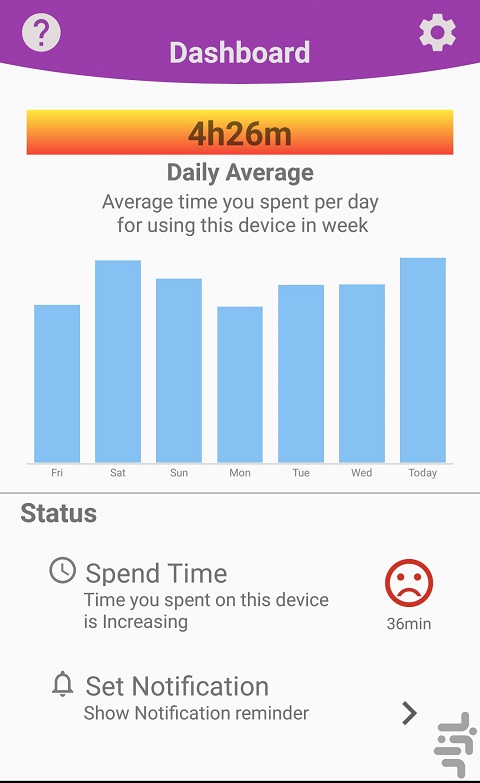 ?
Dashboard
4h26m
Daily Average
Average time you spent per day
for using this device in week
Fri Sat Sun Mon Tue Wed Today
Status
Spend Time
Time you spent on this device
is Increasing
36min
Set Notification
Show Notification reminder